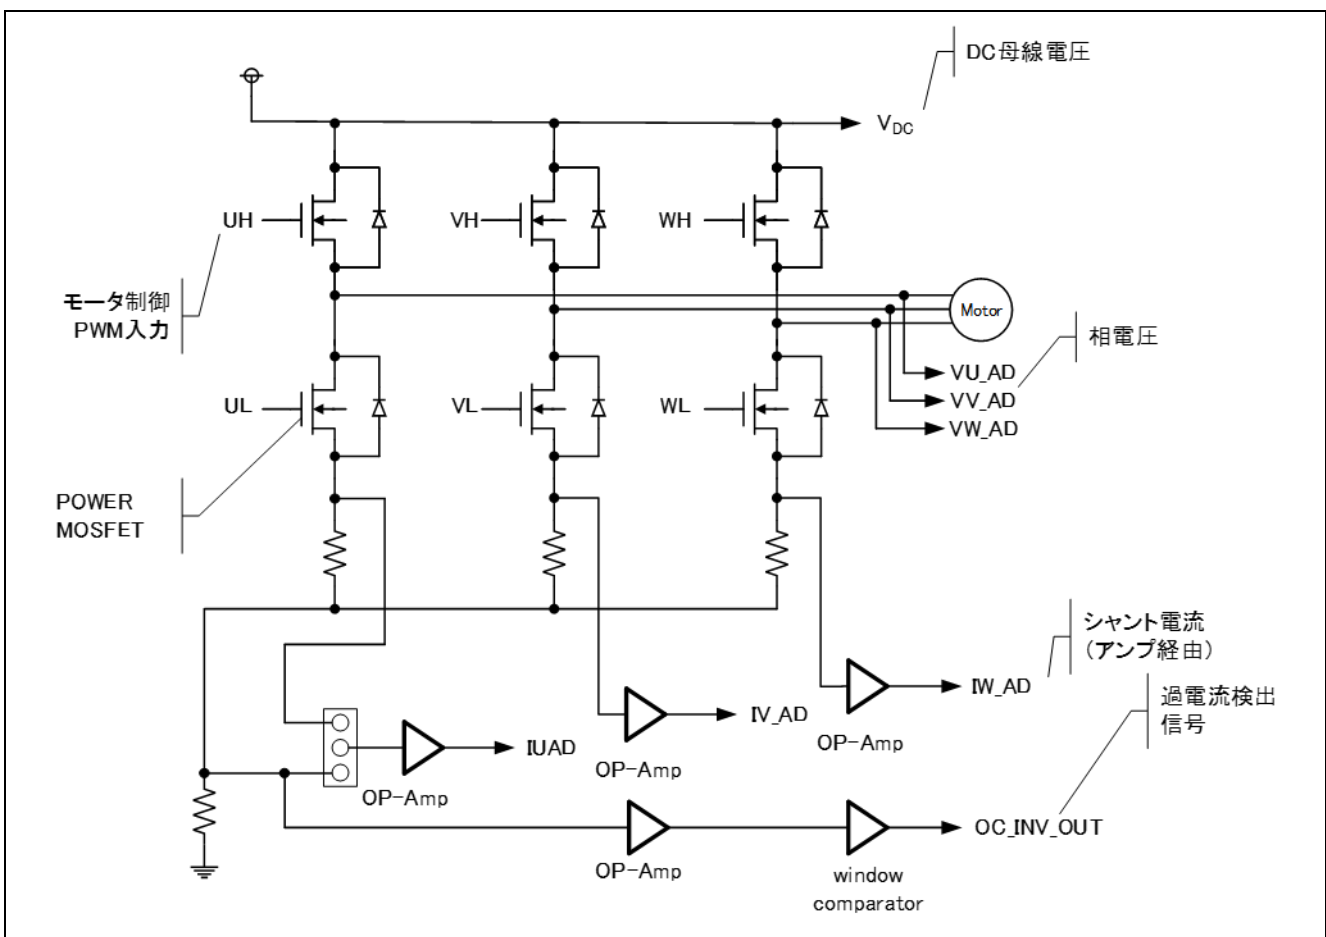 DC母線電圧
VDC
UH
VH
WH
モータ制御
PWM入力
Motor
相電圧
VU_AD
VV_AD
VW_AD
UL
VL
WL
POWER
MOSFET
シャント電流
（アンプ経由）
IW_AD
過電流検出
信号
IV_AD
OP-Amp
IUAD
OP-Amp
OP-Amp
OC_INV_OUT
OP-Amp
window
comparator